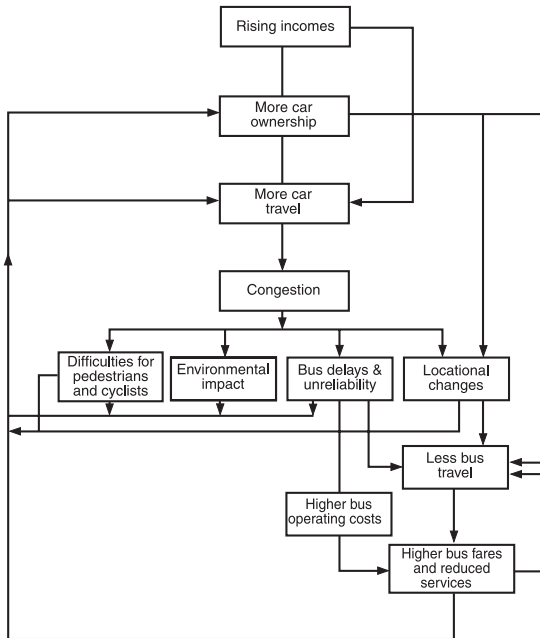 Rising incomes
More car
ownership
More car
travel
Congestion
Difficulties for
pedestrians
and cyclists
Environmental
impact
Bus delays &
unreliability
Locational
changes
Less bus
travel
Higher bus
operating costs
Higher bus fares
and reduced
services